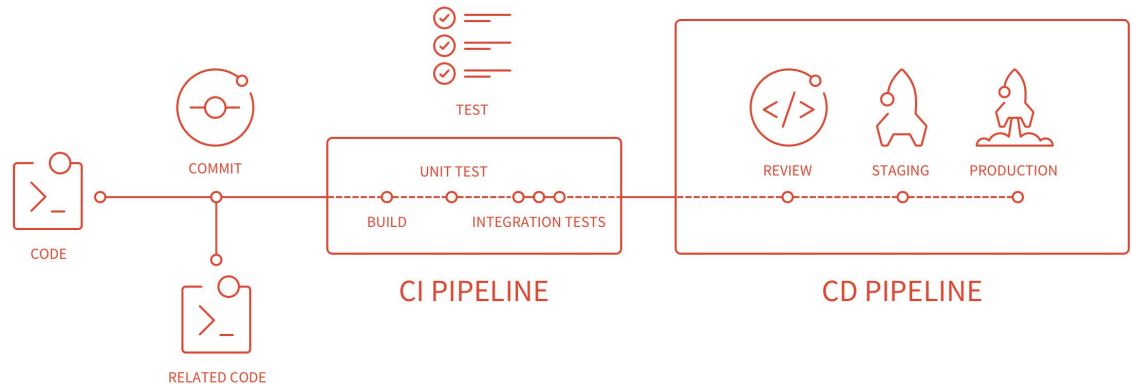 TEST
COMMIT
UNIT TEST
REVIEW
STAGING
PRODUCTION
BUILD
INTEGRATION TESTS
CODE
CI PIPELINE
CD PIPELINE
RELATED CODE